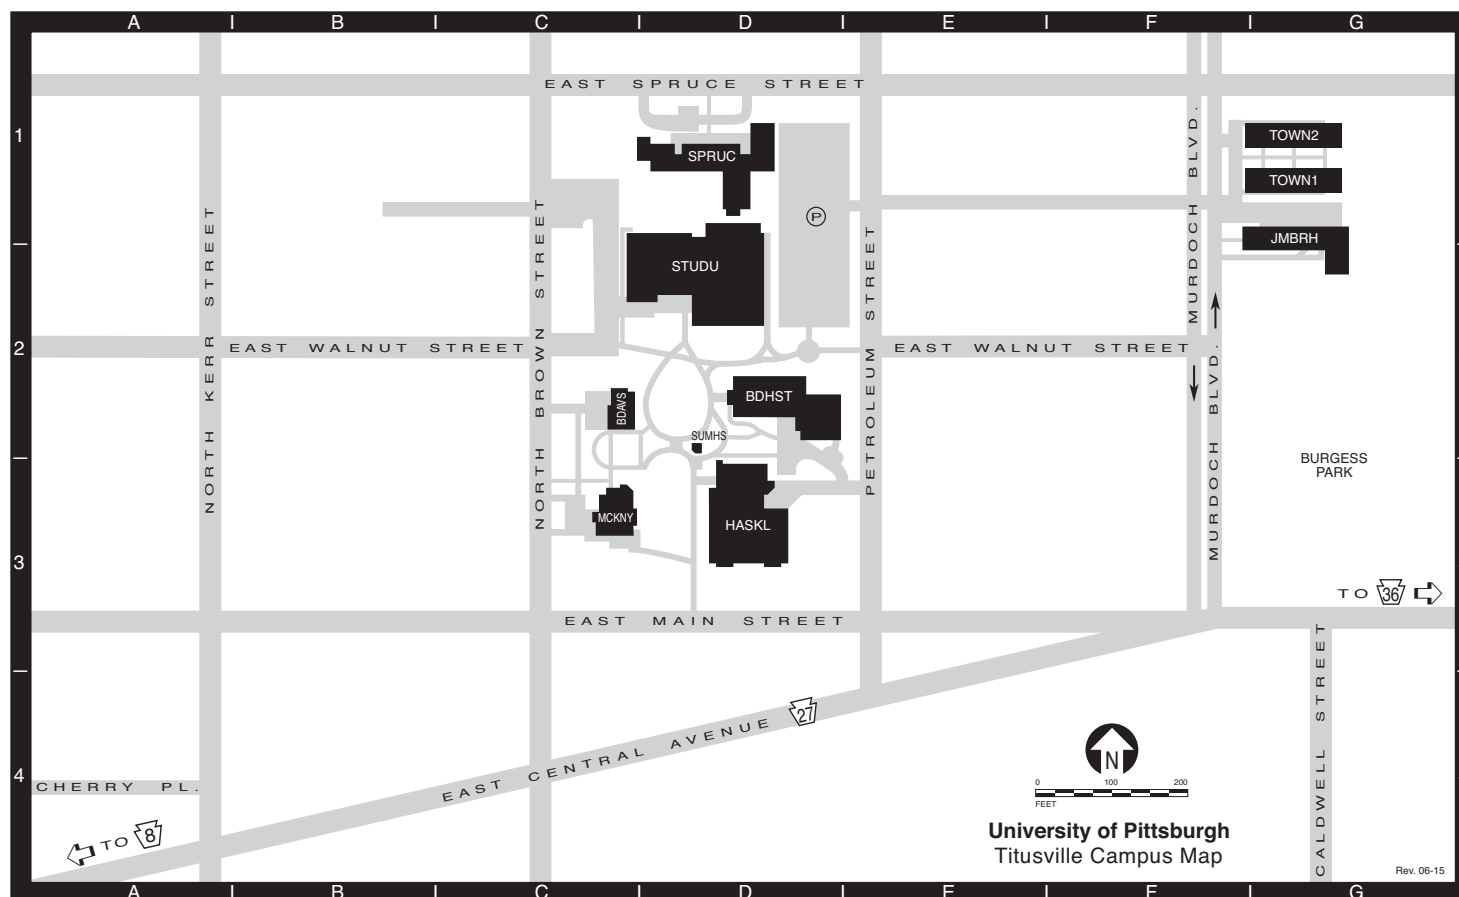 A I B I C I D I E I F I G
EAST SPRUCE STREET
1
SPRUC
P
TOWN2
TOWN1
JMBRH
STUDU
NORTH KERR STREET
NORTH BROWN STREET
PETROLEUM STREET
MURDOCH BLVD.
MURDOCH BLVD.
2
EAST WALNUT STREET
EAST WALNUT STREET
BDAVS
BDHST
SUMHS
BURGESS
PARK
MCKNY
HASKL
3
TO 36
EAST MAIN STREET
EAST CENTRAL AVENUE 27
CALDWELL STREET
4
CHERRY PL.
TO 8
N
0 100 200
FEET
University of Pittsburgh
Titusville Campus Map
Rev. 06-15
A I B I C I D I E I F I G